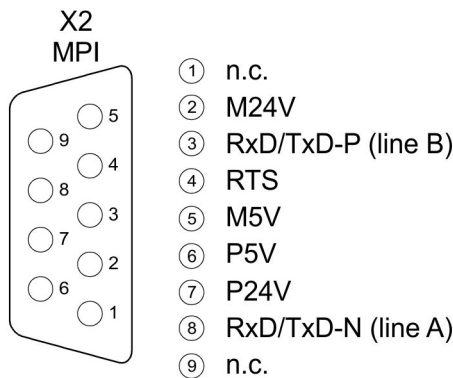 X2
MPI
5
9
4
8
3
7
2
6
1
1 n.c.
2 M24V
3 RxD/TxD-P (line B)
4 RTS
5 M5V
6 P5V
7 P24V
8 RxD/TxD-N (line A)
9 n.c.